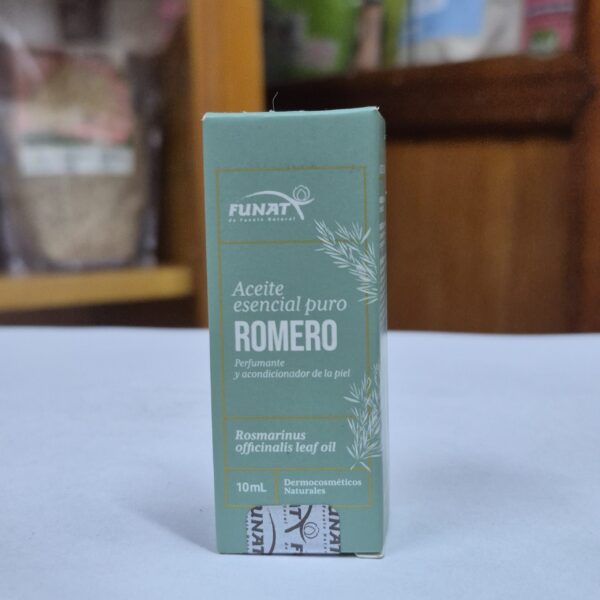 FUNAT
de Fuente Natural
Aceite
esencial puro
ROMERO
Perfumante
y acondicionador de la piel
Rosmarinus
officinalis leaf oil
10mL
Dermocosméticos
Naturales
FUNAT